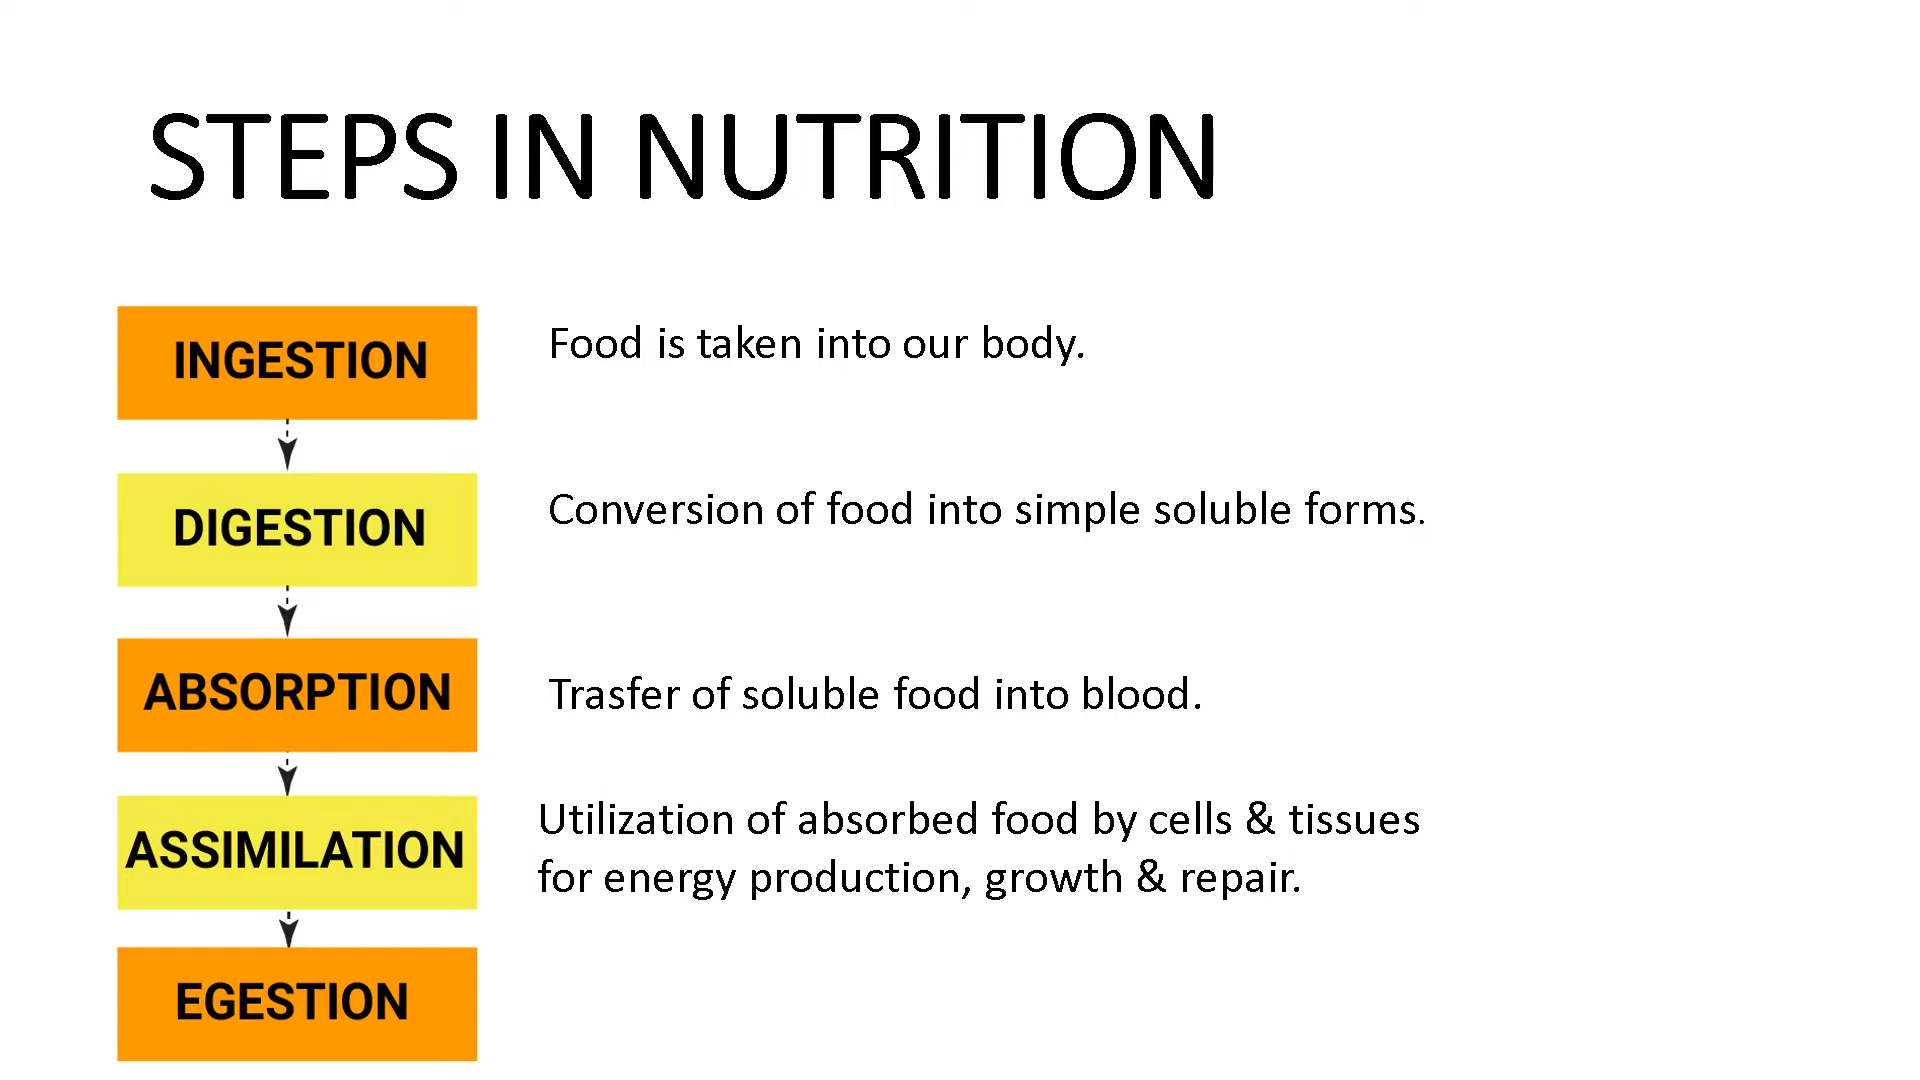 STEPS IN NUTRITION
INGESTION
Food is taken into our body.
DIGESTION
Conversion of food into simple soluble forms.
ABSORPTION
Trasfer of soluble food into blood.
ASSIMILATION
Utilization of absorbed food by cells & tissues
for energy production, growth & repair.
EGESTION